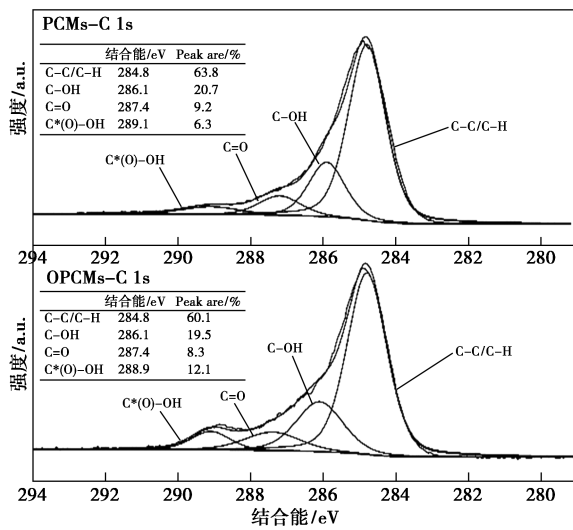 PCMs-C 1s
结合能/eV Peak are/%
C-C/C-H 284.8 63.8
C-OH 286.1 20.7
C=O 287.4 9.2
C*(O)-OH 289.1 6.3
强度/a.u.
C*(O)-OH
C=O
C-OH
C-C/C-H
294 292 290 288 286 284 282 280
OPCMs-C 1s
结合能/eV Peak are/%
C-C/C-H 284.8 60.1
C-OH 286.1 19.5
C=O 287.4 8.3
C*(O)-OH 288.9 12.1
强度/a.u.
C*(O)-OH
C=O
C-OH
C-C/C-H
294 292 290 288 286 284 282 280
结合能/eV